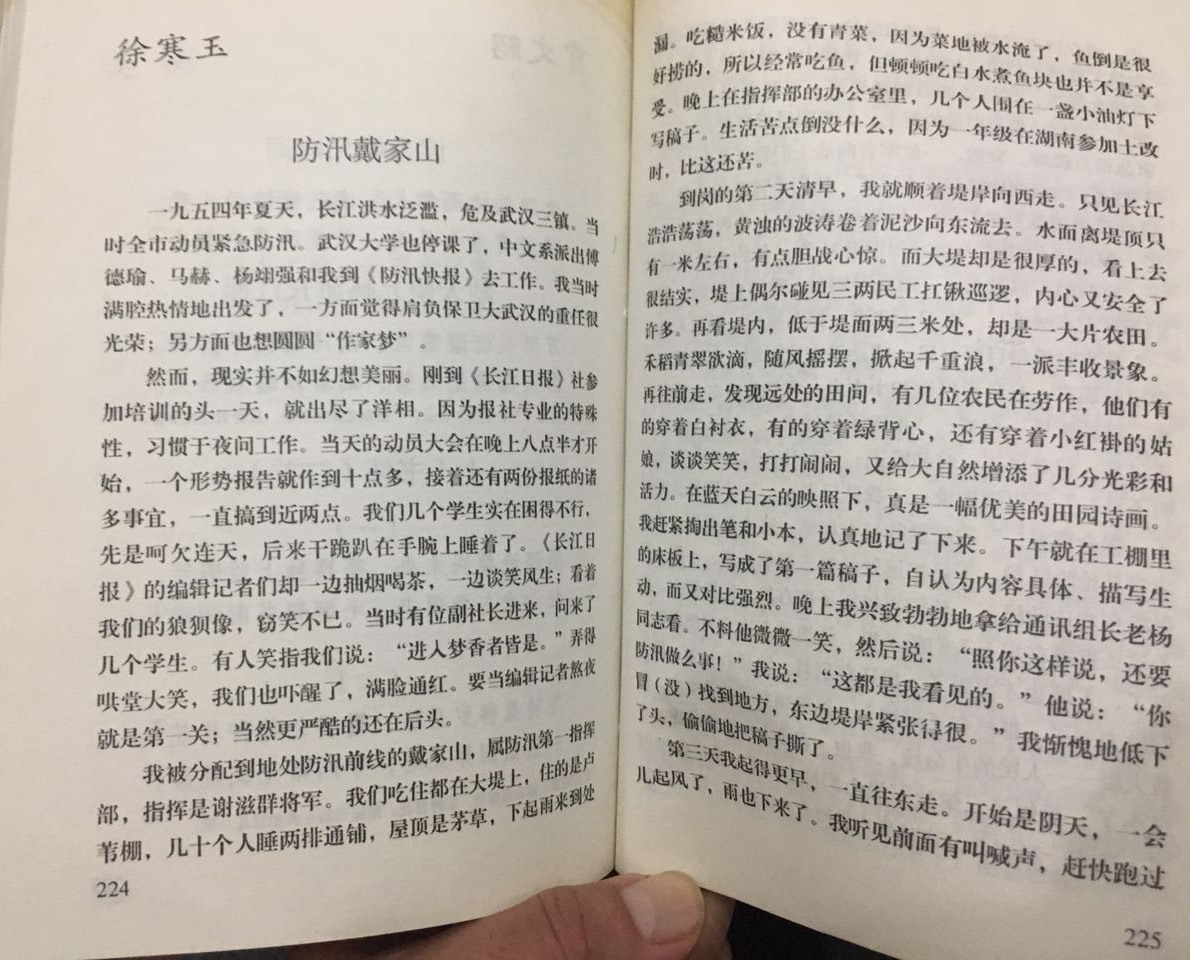 徐寒玉
防汛戴家山
一九五四年夏天，长江洪水泛滥，危及武汉三镇。当
时全市动员紧急防汛。武汉大学也停课了，中文系派出傅
德瑜、马赫、杨翊强和我到《防汛快报》去工作。我当时
满腔热情地出发了，一方面觉得肩负保卫大武汉的重任很
光荣；另方面也想圆圆“作家梦”。
然而，现实并不如幻想美丽。刚到《长江日报》社参
加培训的头一天，就出尽了洋相。因为报社专业的特殊
性，习惯于夜间工作。当天的动员大会在晚上八点半才开
始，一个形势报告就作到十点多，接着还有两份报纸的诸
多事宜，一直搞到近两点。我们几个学生实在困得不行，
先是呵欠连天，后来干跪趴在手腕上睡着了。《长江日
报》的编辑记者们却一边抽烟喝茶，一边谈笑风生；看着
我们的狼狈像，窃笑不已。当时有位副社长进来，问来了
几个学生。有人笑指我们说：“进人梦香者皆是。”弄得
哄堂大笑，我们也吓醒了，满脸通红。要当编辑记者熬夜
就是第一关；当然更严酷的还在后头。
我被分配到地处防汛前线的戴家山，属防汛第一指挥
部，指挥是谢滋群将军。我们吃住都在大堤上，住的是卢
苇棚，几十个人睡两排通铺，屋顶是茅草，下起雨来到处
224
漏。吃糙米饭，没有青菜，因为菜地被水淹了，鱼倒是很
好捞的，所以经常吃鱼，但顿顿吃白水煮鱼块也并不是享
受。晚上在指挥部的办公室里，几个人围在一盏小油灯下
写稿子。生活苦点倒没什么，因为一年级在湖南参加土改
时，比这还苦。
到岗的第二天清早，我就顺着堤岸向西走。只见长江
浩浩荡荡，黄浊的波涛卷着泥沙向东流去。水面离堤顶只
有一米左右，有点胆战心惊。而大堤却是很厚的，看上去
很结实，堤上偶尔碰见三两民工扛锹巡逻，内心又安全了
许多。再看堤内，低于堤面两三米处，却是一大片农田。
禾稻青翠欲滴，随风摇摆，掀起千重浪，一派丰收景象。
再往前走，发现远处的田间，有几位农民在劳作，他们有
的穿着白衬衣，有的穿着绿背心，还有穿着小红褂的姑
娘，谈谈笑笑，打打闹闹，又给大自然增添了几分光彩和
活力。在蓝天白云的映照下，真是一幅优美的田园诗画。
我赶紧掏出笔和小本，认真地记了下来。下午就在工棚里
的床板上，写成了第一篇稿子，自认为内容具体、描写生
动，而又对比强烈。晚上我兴致勃勃地拿给通讯组长老杨
同志看。不料他微微一笑，然后说：“照你这样说，还要
防汛做么事！”我说：“这都是我看见的。”他说：“你
冒（没）找到地方，东边堤岸紧张得很。”我惭愧地低下
了头，偷偷地把稿子撕了。
第三天我起得更早，一直往东走。开始是阴天，一会
儿起风了，雨也下来了。我听见前面有叫喊声，赶快跑过
225